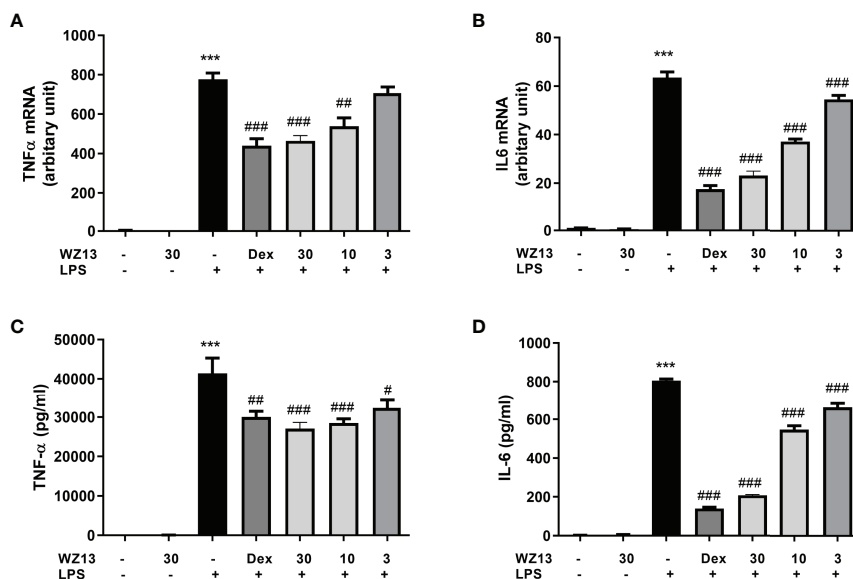 A
B
1000
800
600
400
200
0
TNFα mRNA
(arbitary unit)
***
###
###
##
WZ13 - 30 - Dex 30 10 3
LPS - - + + + + +
60
40
20
0
80
IL6 mRNA
(arbitary unit)
***
###
###
###
###
WZ13 - 30 - Dex 30 10 3
LPS - - + + + + +
C
D
50000
40000
30000
20000
10000
0
TNF-α (pg/ml)
***
##
###
###
#
WZ13 - 30 - Dex 30 10 3
LPS - - + + + + +
1000
800
600
400
200
0
IL-6 (pg/ml)
***
###
###
###
###
WZ13 - 30 - Dex 30 10 3
LPS - - + + + + +